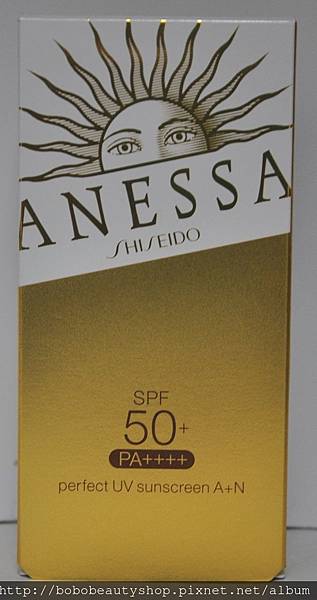 ANESSA
SHISEIDO
SPF
50+
PA++++
perfect UV sunscreen A+N
http://bobobeautyshop.pixnet.net/album